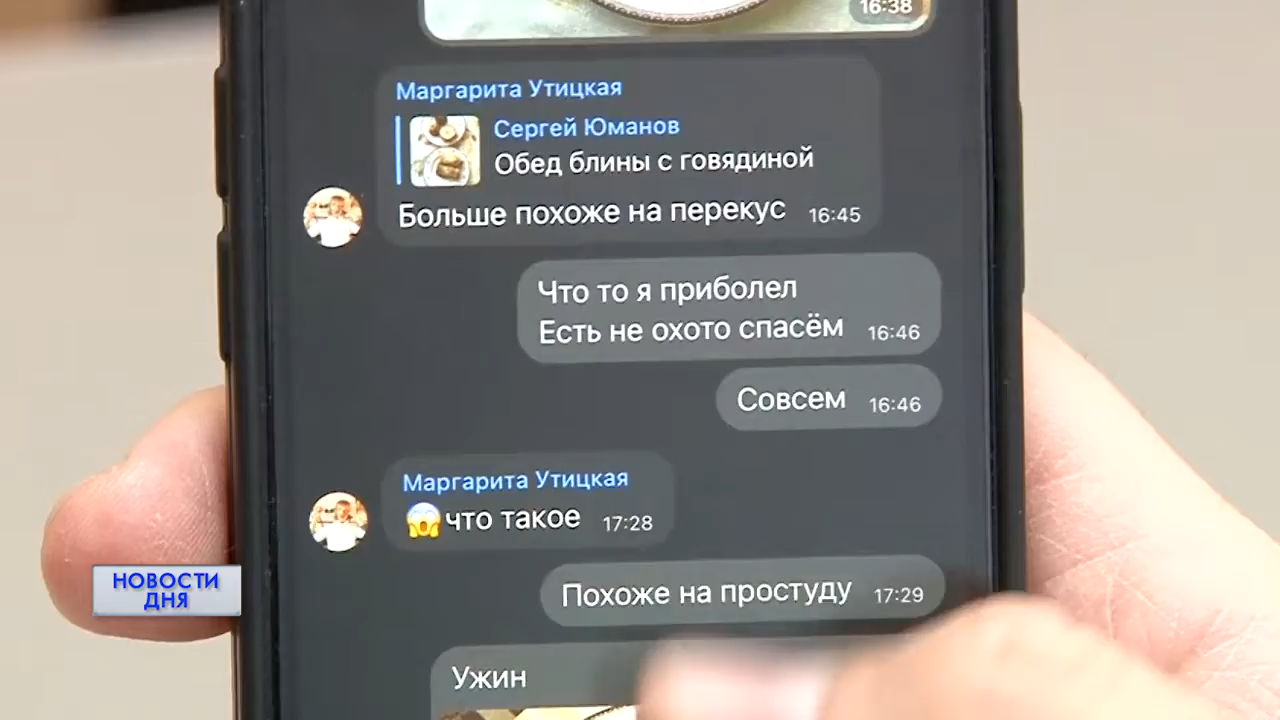 16:38
Маргарита Утицкая
Сергей Юманов
Обед блины с говядиной
Больше похоже на перекус 16:45
Что то я приболел
Есть не охото спасём 16:46
Совсем 16:46
Маргарита Утицкая
😱что такое 17:28
Похоже на простуду 17:29
Ужин
НОВОСТИ
ДНЯ